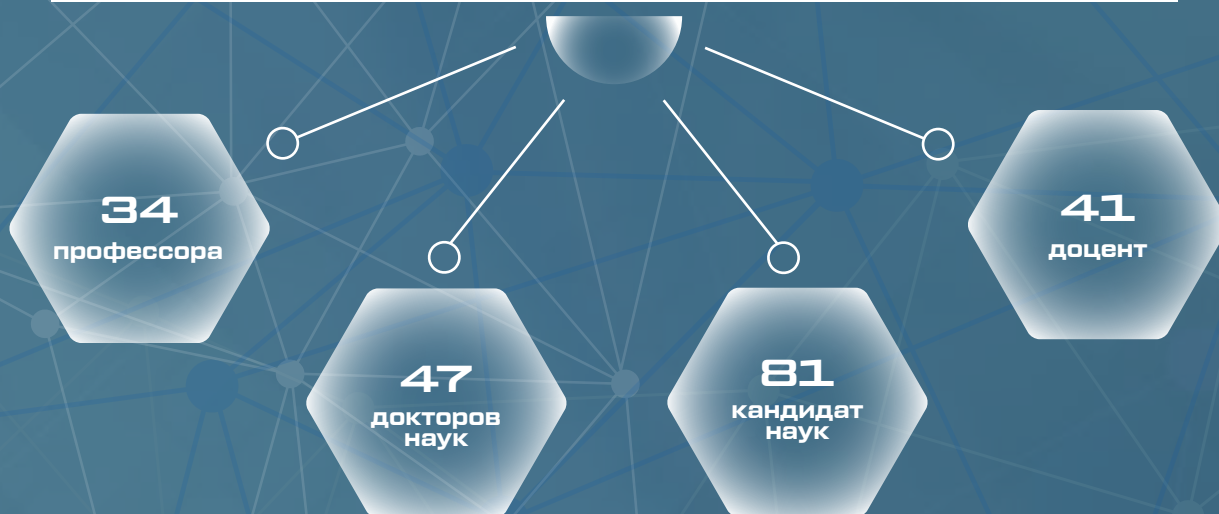 34
профессора
47
докторов
наук
81
кандидат
наук
41
доцент